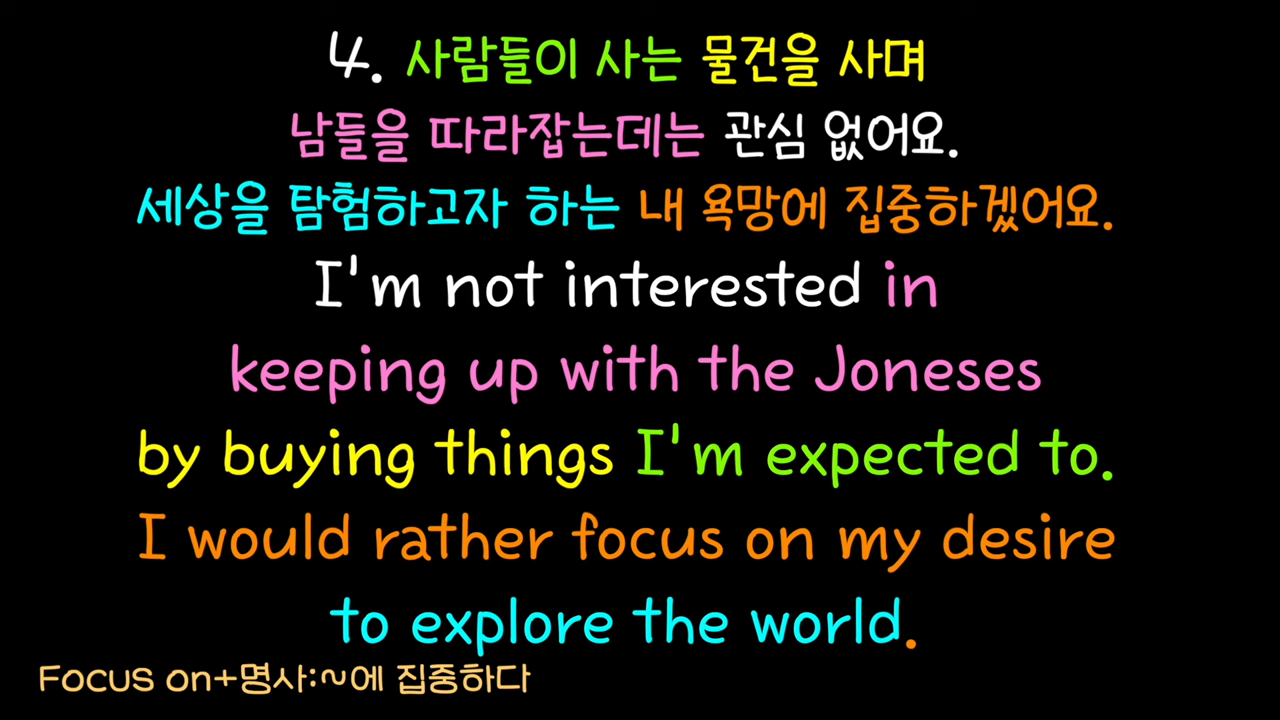 4. 사람들이 사는 물건을 사며
남들을 따라잡는데는 관심 없어요.
세상을 탐험하고자 하는 내 욕망에 집중하겠어요.
I'm not interested in
keeping up with the Joneses
by buying things I'm expected to.
I would rather focus on my desire
to explore the world.
Focus on+명사:~에 집중하다